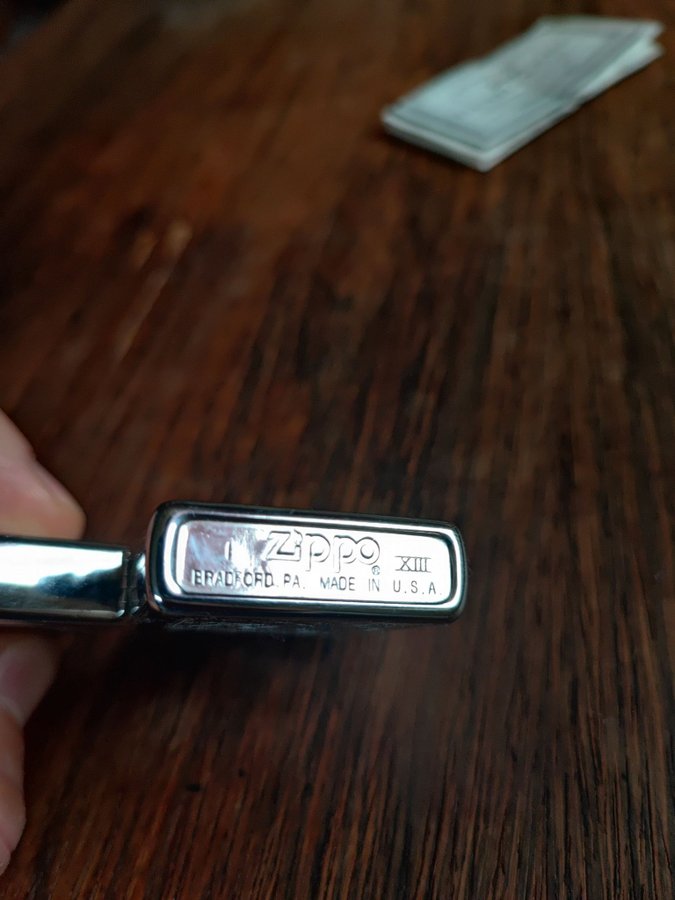 I Zippo® XIII
BRADFORD. PA. MADE IN U.S.A.